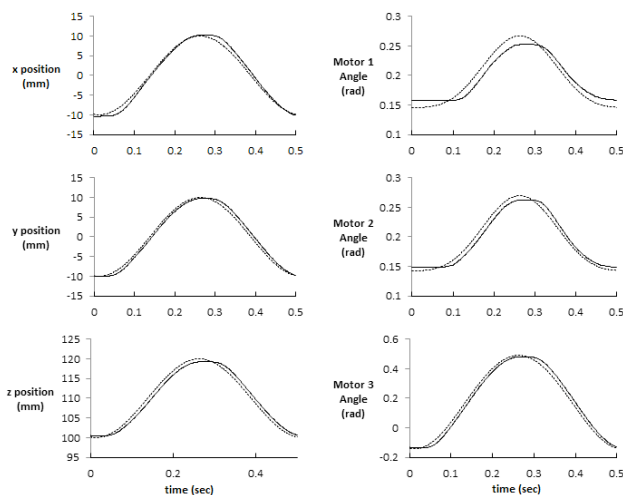 15
10
5
x position
0
(mm)
-5
-10
-15
0 0.1 0.2 0.3 0.4 0.5
0.3
0.25
Motor 1
Angle
0.2
(rad)
0.15
0.1
0 0.1 0.2 0.3 0.4 0.5
15
10
5
y position
0
(mm)
-5
-10
-15
0 0.1 0.2 0.3 0.4 0.5
0.3
0.25
Motor 2
Angle
0.2
(rad)
0.15
0.1
0 0.1 0.2 0.3 0.4 0.5
125
120
115
z position
110
(mm)
105
100
95
0 0.2 0.4
time (sec)
0.6
0.4
Motor 3
Angle
0.2
(rad)
0
-0.2
0 0.1 0.2 0.3 0.4 0.5
time (sec)